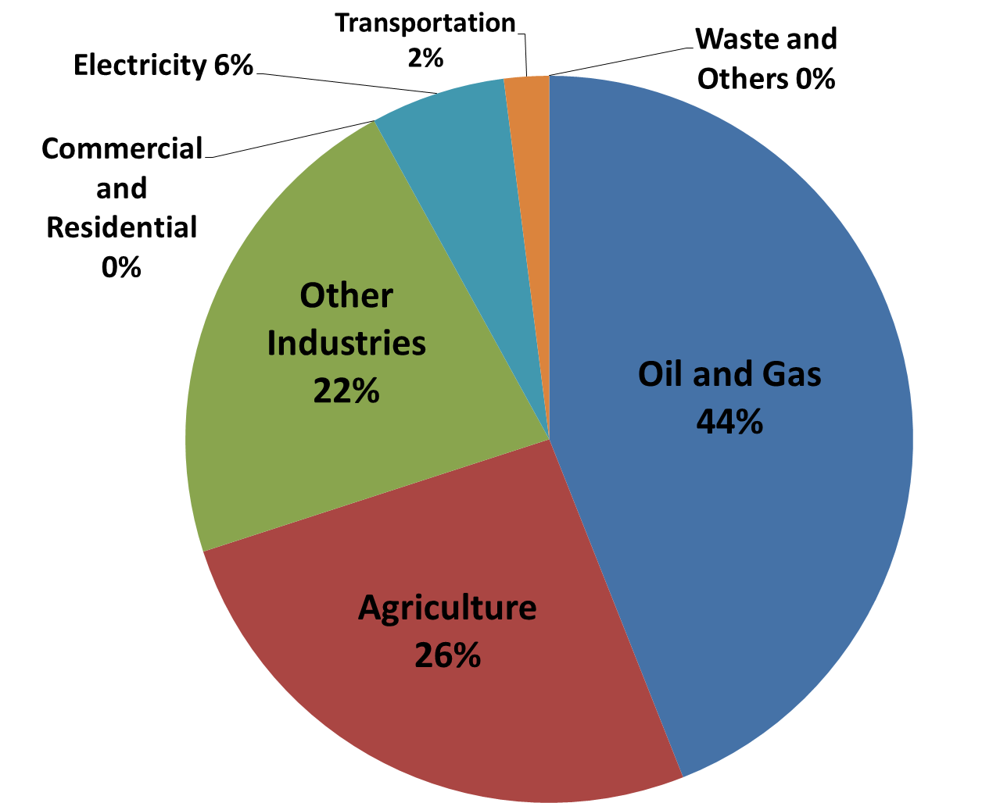 Transportation
2%
Waste and
Others 0%
Electricity 6%
Commercial
and
Residential
0%
Other
Industries
22%
Oil and Gas
44%
Agriculture
26%